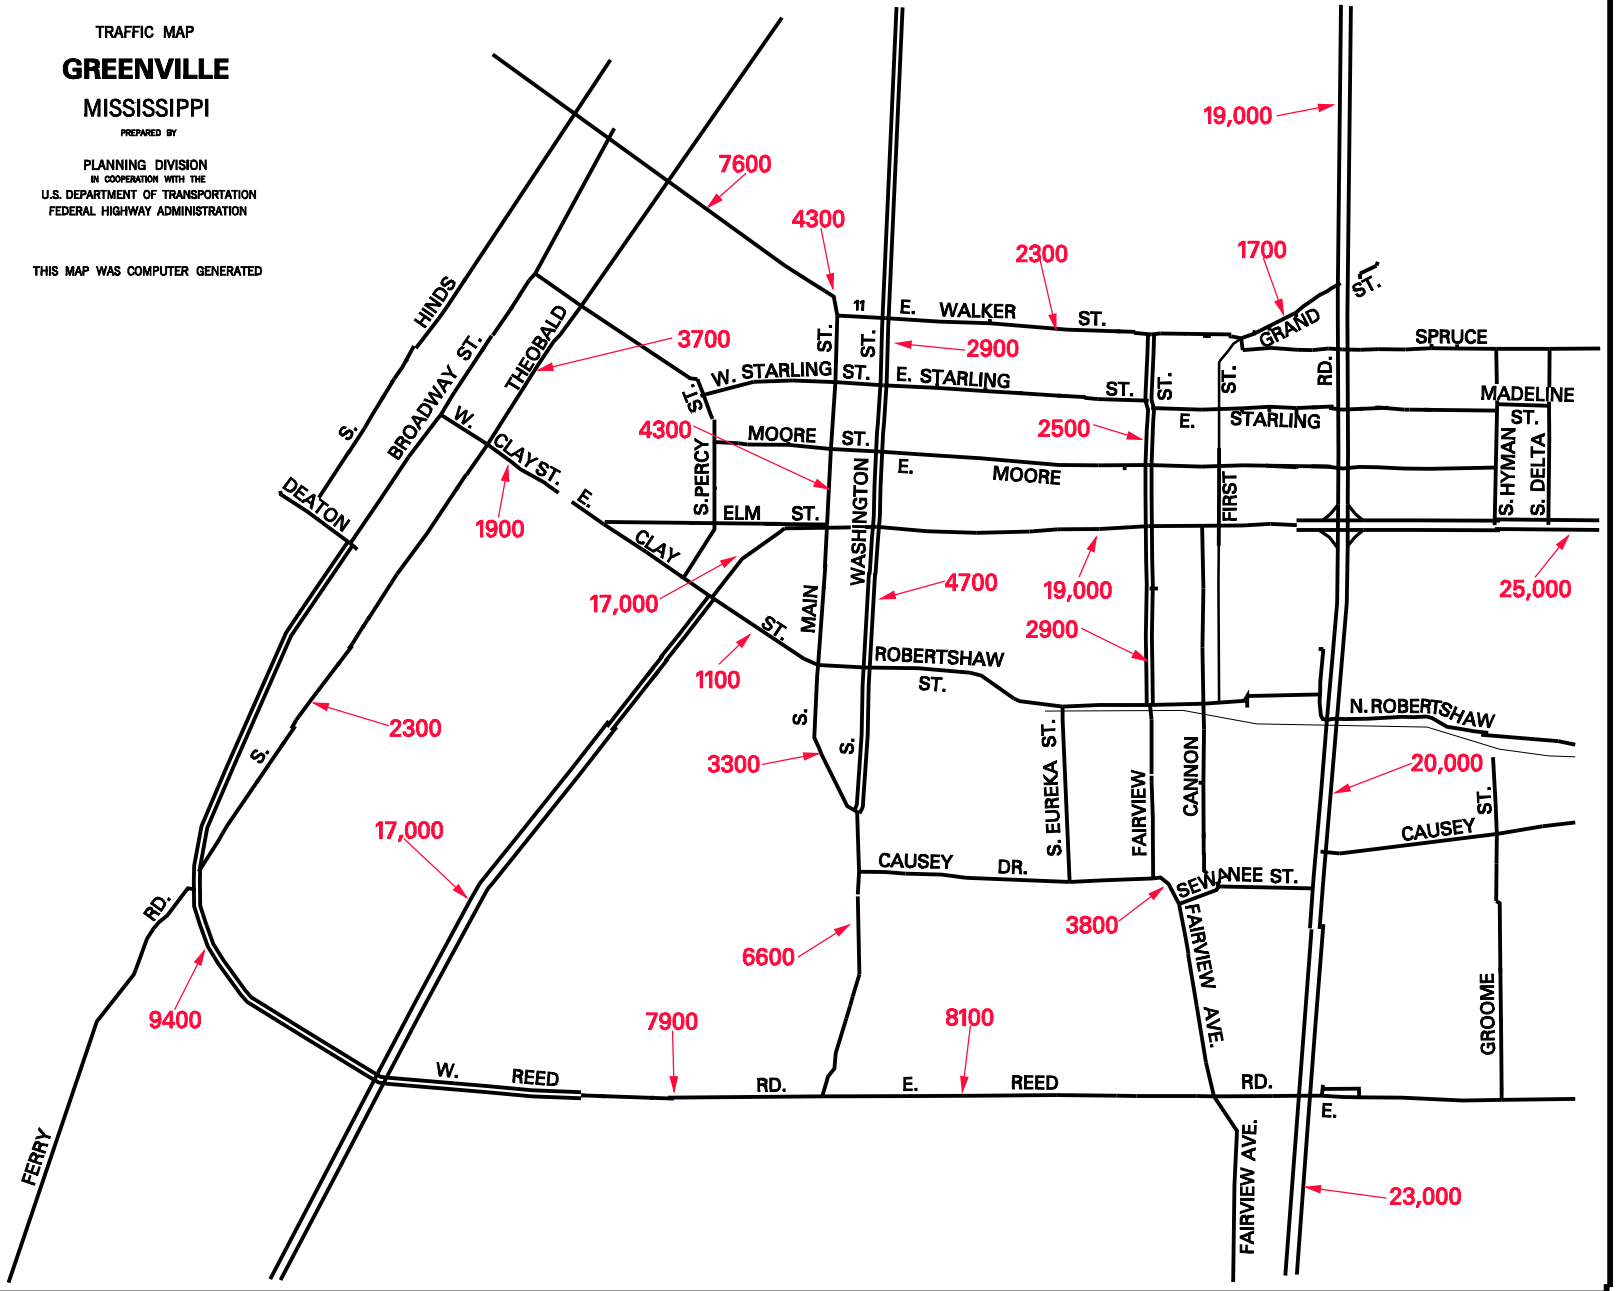 TRAFFIC MAP
GREENVILLE
MISSISSIPPI
PREPARED BY
PLANNING DIVISION
IN COOPERATION WITH THE
U.S. DEPARTMENT OF TRANSPORTATION
FEDERAL HIGHWAY ADMINISTRATION
THIS MAP WAS COMPUTER GENERATED
19,000
7600
4300
2300
1700
HINDS
S.
BROADWAY ST.
THEOBALD
S.
3700
11
E. WALKER ST.
GRAND ST.
SPRUCE
ST.
ST.
2900
RD.
ST.
ST.
W. STARLING ST.
E. STARLING ST.
E. STARLING
MADELINE
ST.
W. CLAY ST.
ST.
S. PERCY
4300
MOORE ST.
E. MOORE
2500
FIRST
S. HYMAN
S. DELTA
DEATON
1900
E. CLAY ST.
ELM ST.
WASHINGTON
S.
MAIN
S.
17,000
4700
19,000
25,000
2900
1100
ROBERTSHAW
ST.
N. ROBERTSHAW
2300
3300
S. EUREKA ST.
FAIRVIEW
CANNON
20,000
ST.
GROOME
17,000
CAUSEY DR.
CAUSEY
SEWANEE ST.
3800
FAIRVIEW AVE.
RD.
FERRY
9400
6600
7900
8100
W. REED RD.
E. REED RD.
E.
FAIRVIEW AVE.
23,000